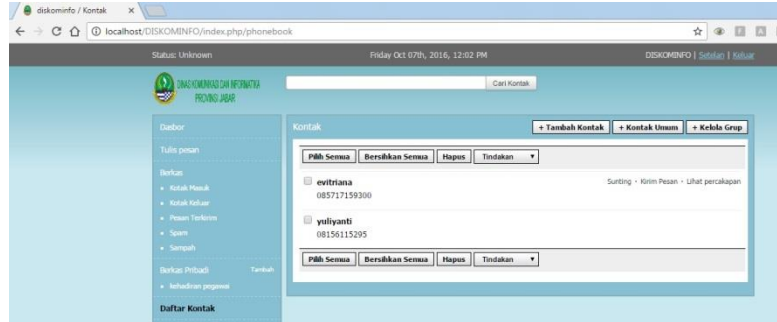 diskominfo / Kontak
localhost/DISKOMINFO/index.php/phonebook
Status: Unknown
Friday Oct 07th, 2016, 12:02 PM
DISKOMINFO | Setelan | Keluar
DINAS KOMUNIKASI DAN INFORMATIKA
PROVINSI JABAR
Cari Kontak
Dasbor
Tulis pesan
Berkas
Kotak Masuk
Kotak Keluar
Pesan Terkirim
Spam
Sampah
Berkas Pribadi Tambah
kehadiran pegawai
Daftar Kontak
Kontak
+ Tambah Kontak + Kontak Umum + Kelola Grup
Pilih Semua Bersihkan Semua Hapus Tindakan
evitriana
Sunting - Kirim Pesan - Lihat percakapan
085717159300
yuliyanti
08156115295
Pilih Semua Bersihkan Semua Hapus Tindakan